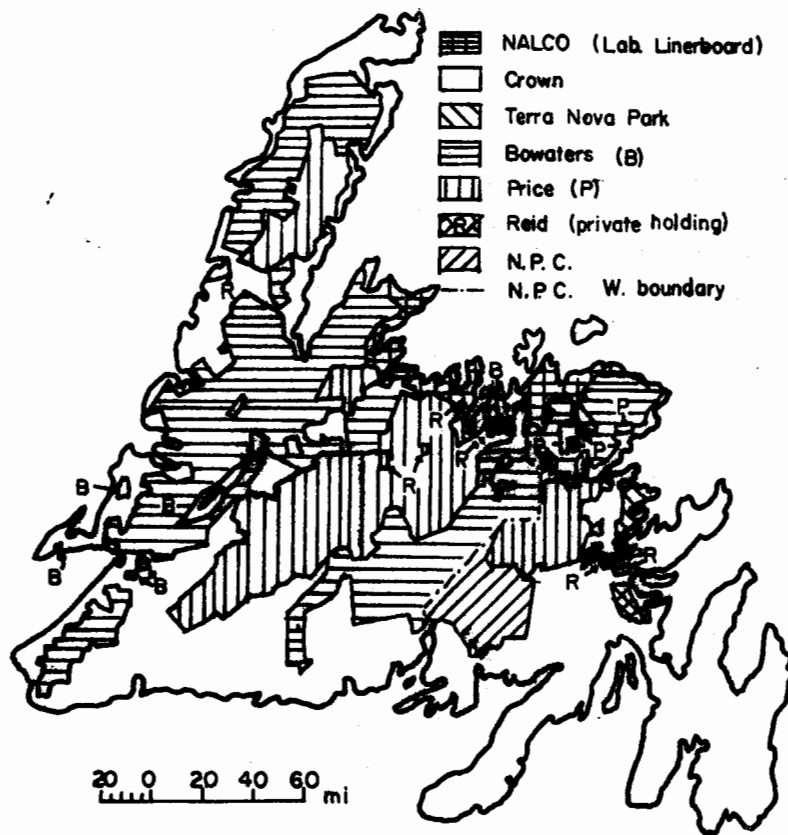 NALCO (Lab. Linerboard)
Crown
Terra Nova Park
Bowaters (B)
Price (P)
R Reid (private holding)
N.P.C.
N.P.C. W. boundary
R
B
R
P
R
P
B
R
B
R
B
B
R
20 0 20 40 60
mi